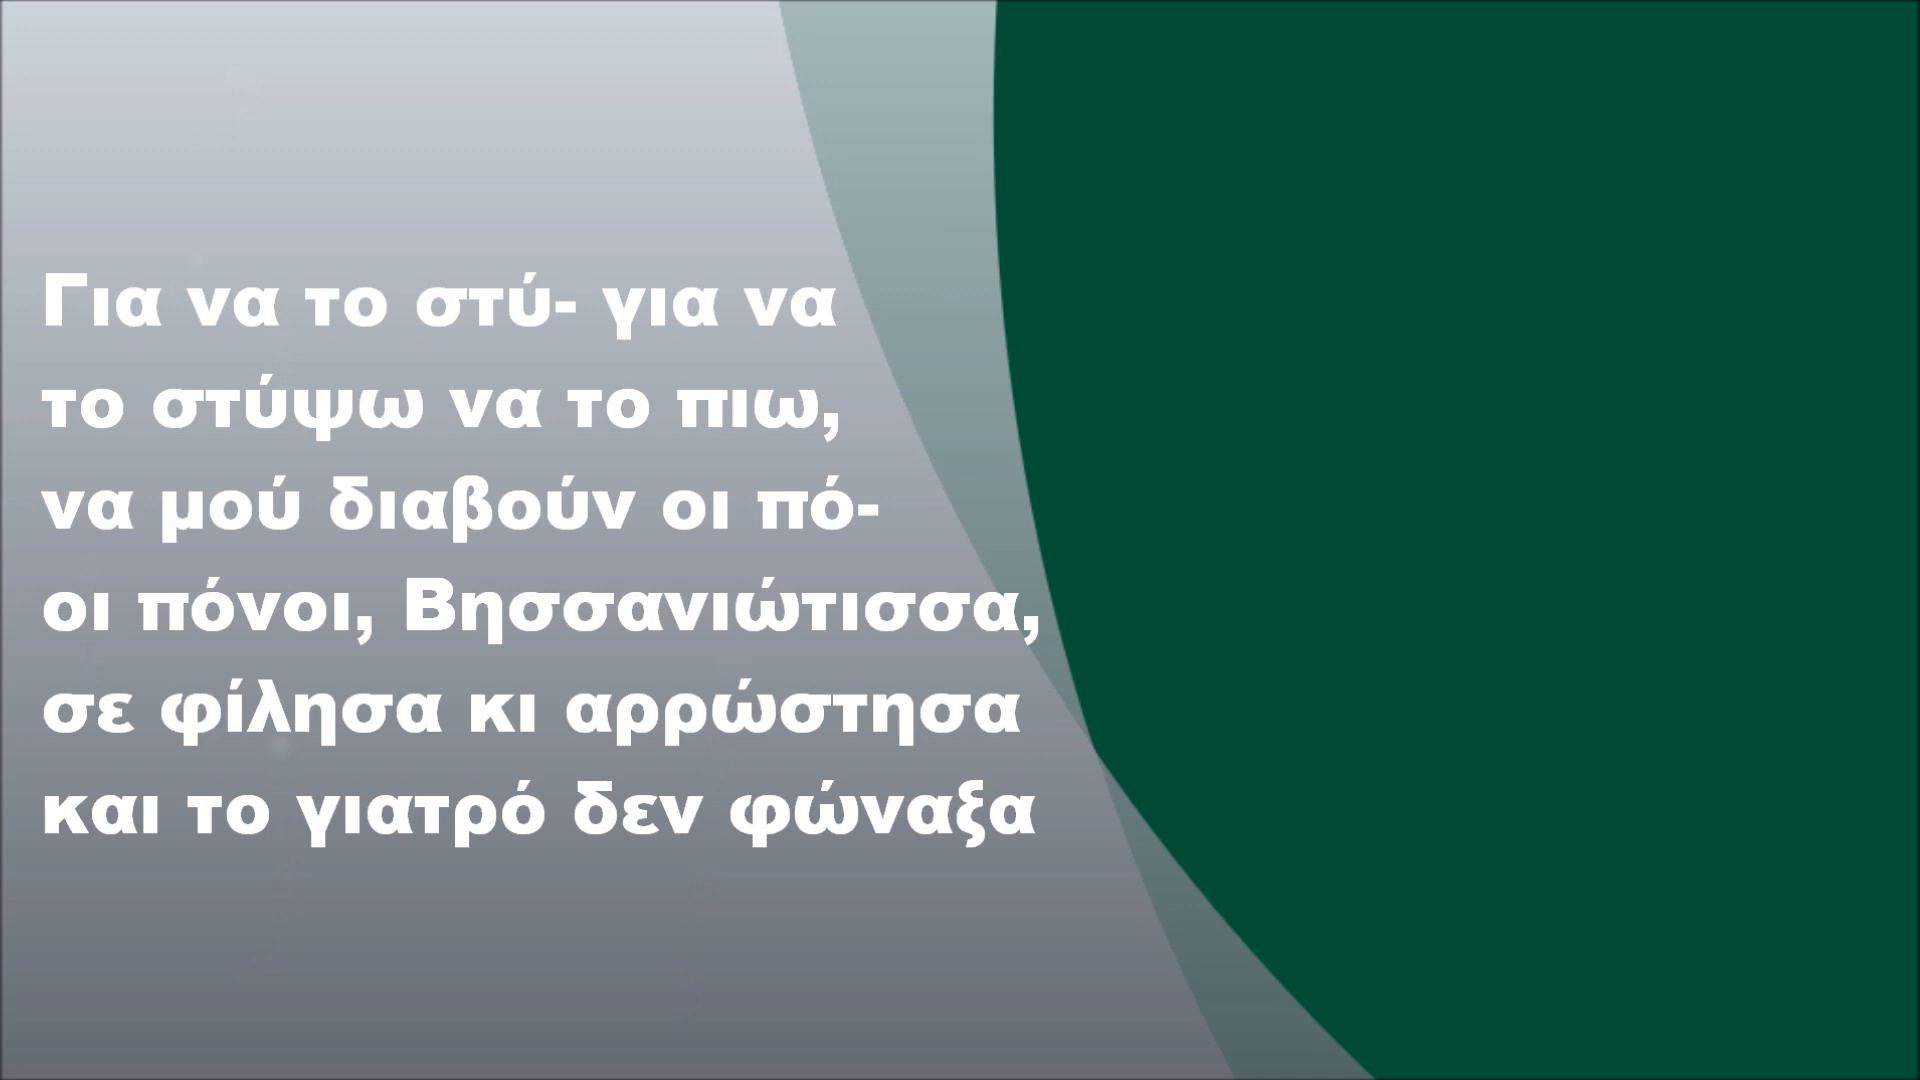 Για να το στύ- για να
το στύψω να το πιω,
να μού διαβούν οι πό-
οι πόνοι, Βησσανιώτισσα,
σε φίλησα κι αρρώστησα
και το γιατρό δεν φώναξα